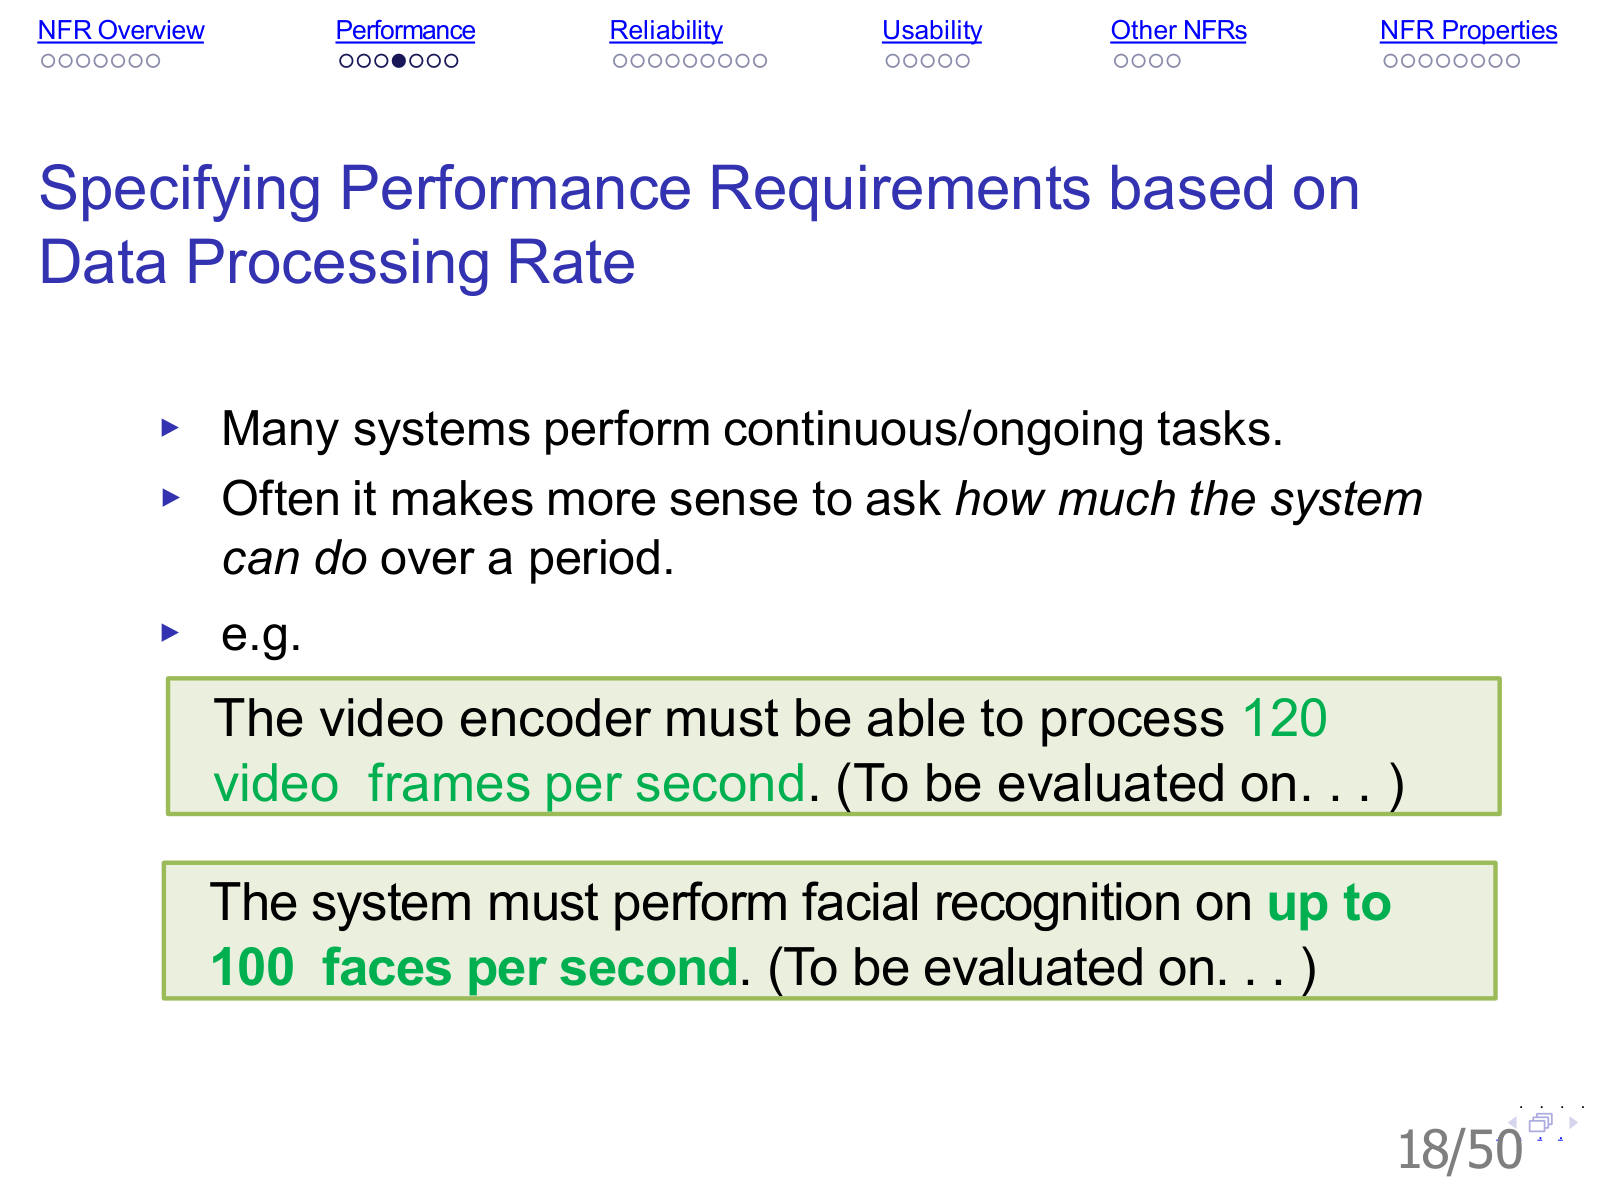 NFR Overview Performance Reliability Usability Other NFRs NFR Properties
Specifying Performance Requirements based on
Data Processing Rate
Many systems perform continuous/ongoing tasks.
Often it makes more sense to ask how much the system
can do over a period.
e.g.
The video encoder must be able to process 120
video frames per second. (To be evaluated on. . . )
The system must perform facial recognition on up to
100 faces per second. (To be evaluated on. . . )
18/50